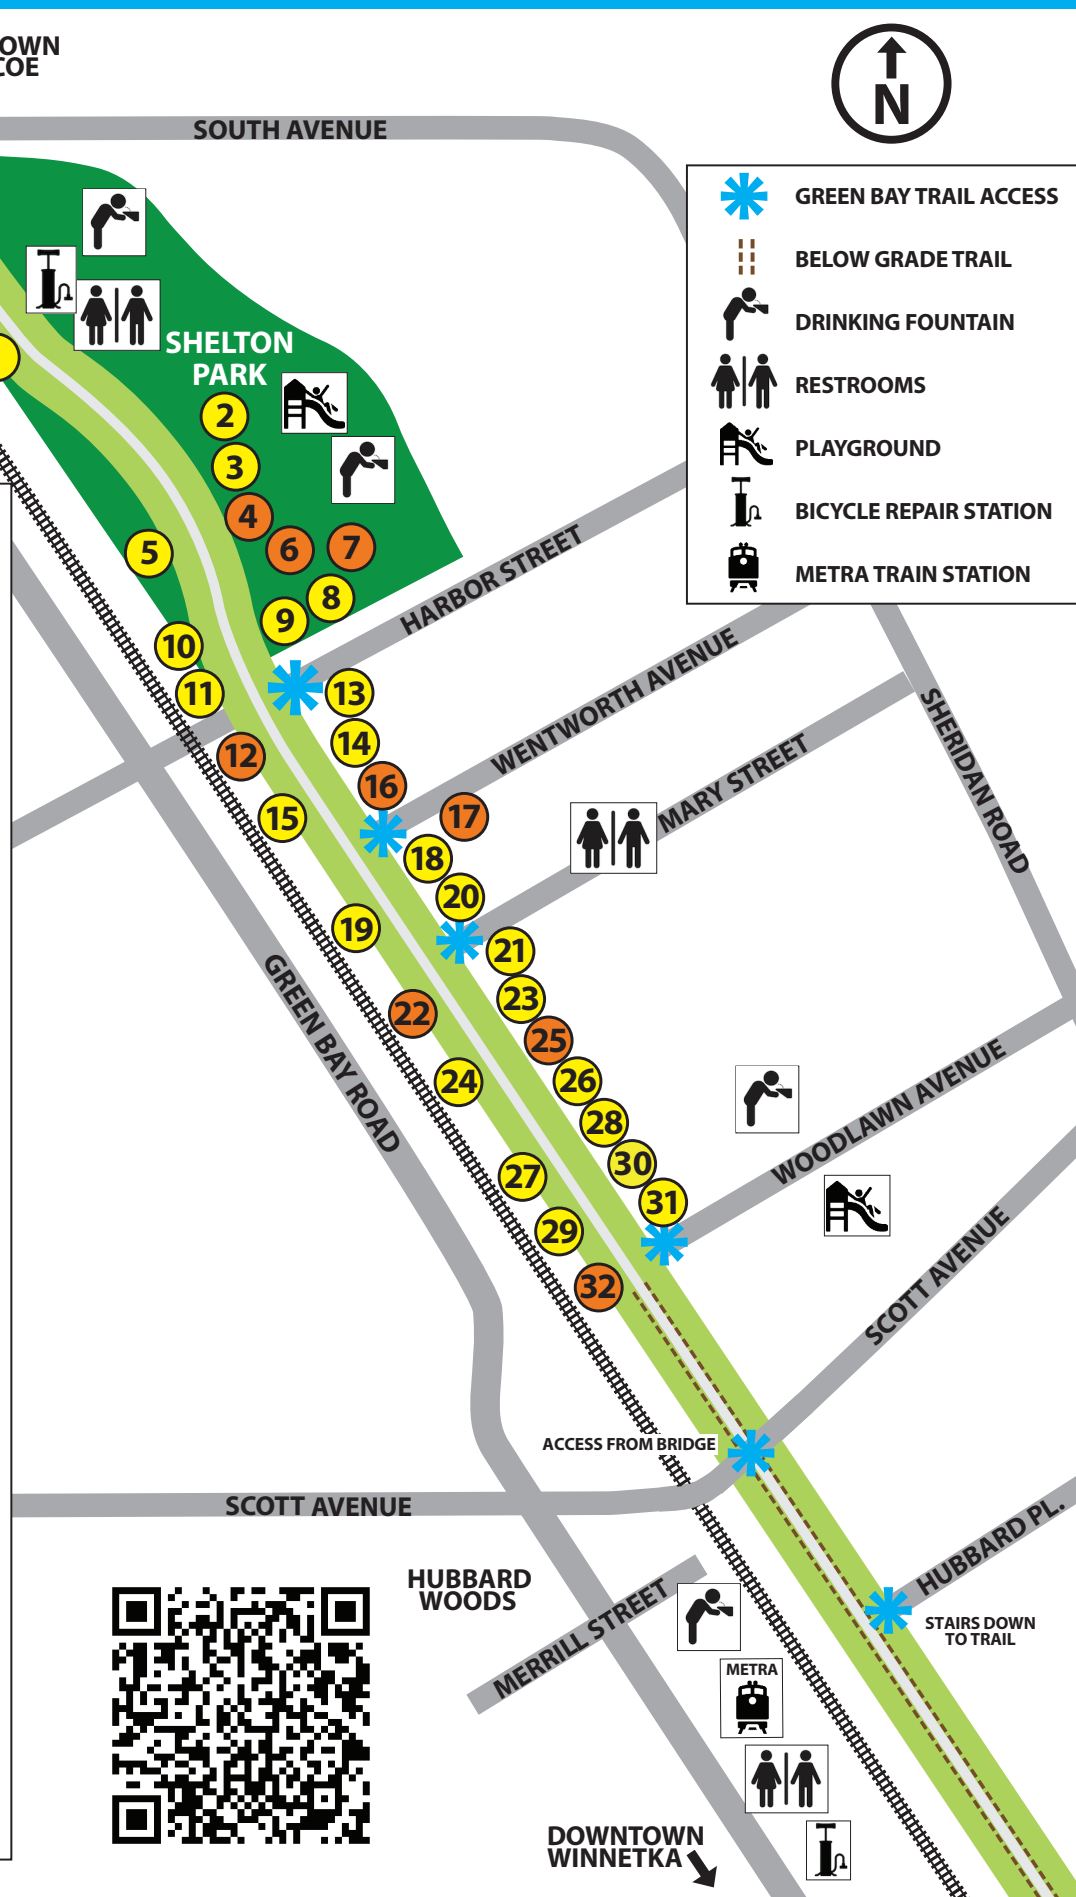 OWN
COE
N
SOUTH AVENUE
GREEN BAY TRAIL ACCESS
BELOW GRADE TRAIL
DRINKING FOUNTAIN
RESTROOMS
PLAYGROUND
BICYCLE REPAIR STATION
METRA TRAIN STATION
SHELTON
PARK
2
3
4
5
6
7
8
9
HARBOR STREET
10
11
12
13
14
15
16
WENTWORTH AVENUE
17
18
MARY STREET
SHERIDAN ROAD
19
20
21
GREEN BAY ROAD
22
23
24
25
26
27
28
29
30
31
32
WOODLAWN AVENUE
SCOTT AVENUE
ACCESS FROM BRIDGE
SCOTT AVENUE
HUBBARD
WOODS
MERRILL STREET
HUBBARD PL.
STAIRS DOWN
TO TRAIL
METRA
DOWNTOWN
WINNETKA